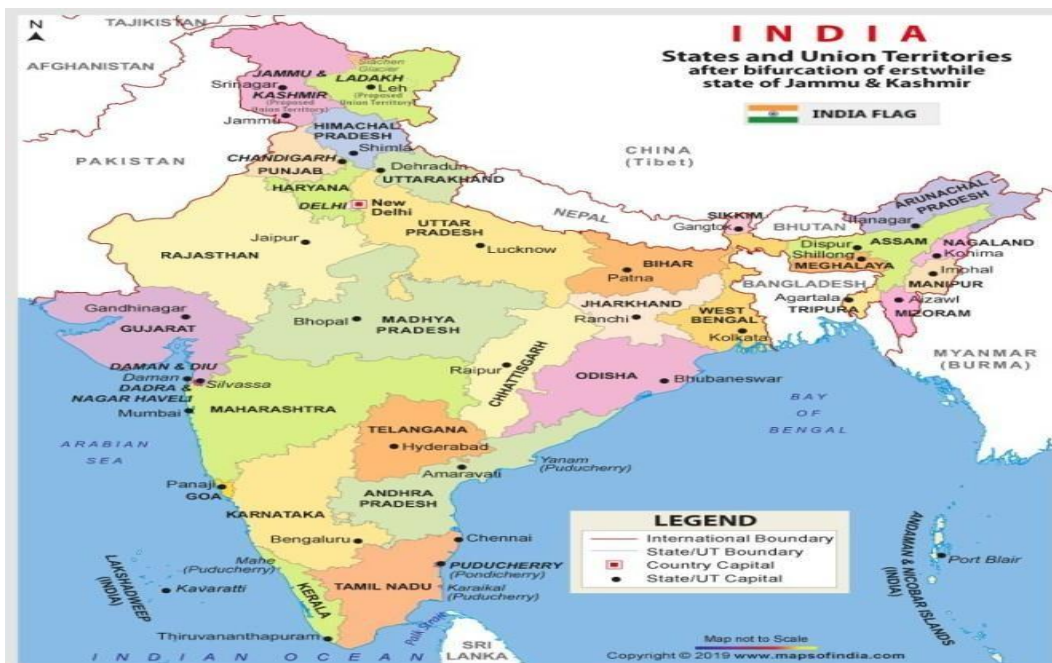 N
INDIA
States and Union Territories
after bifurcation of erstwhile
state of Jammu & Kashmir
INDIA FLAG
TAJIKISTAN
AFGHANISTAN
PAKISTAN
CHINA
(Tibet)
NEPAL
BHUTAN
BANGLADESH
MYANMAR
(BURMA)
SRI
LANKA
Siachen
Glacier
JAMMU &
KASHMIR
(Proposed
Union Territory)
Srinagar
Jammu
LADAKH
Leh
(Proposed
Union Territory)
HIMACHAL
PRADESH
Shimla
CHANDIGARH
PUNJAB
Dehradun
UTTARAKHAND
HARYANA
DELHI
New
Delhi
RAJASTHAN
Jaipur
UTTAR
PRADESH
Lucknow
SIKKIM
Gangtok
ARUNACHAL
PRADESH
Itanagar
ASSAM
Dispur
NAGALAND
Kohima
Shillong
MEGHALAYA
Imphal
MANIPUR
Agartala
TRIPURA
Aizawl
MIZORAM
BIHAR
Patna
JHARKHAND
Ranchi
WEST
BENGAL
Kolkata
Gandhinagar
GUJARAT
Bhopal
MADHYA
PRADESH
CHHATTISGARH
Raipur
ODISHA
Bhubaneswar
DAMAN & DIU
Daman
Silvassa
DADRA &
NAGAR HAVELI
Mumbai
MAHARASHTRA
TELANGANA
Hyderabad
Amaravati
Yanam
(Puducherry)
ARABIAN
SEA
BAY
OF
BENGAL
Panaji
GOA
KARNATAKA
ANDHRA
PRADESH
Bengaluru
Chennai
Mahe
(Puducherry)
PUDUCHERRY
(Pondicherry)
Karaikal
(Puducherry)
KERALA
TAMIL NADU
LAKSHADWEEP
(INDIA)
Kavaratti
Thiruvananthapuram
Palk Strait
INDIAN OCEAN
ANDAMAN & NICOBAR ISLANDS
(INDIA)
Port Blair
LEGEND
International Boundary
State/UT Boundary
Country Capital
State/UT Capital
Map not to Scale
Copyright © 2019 www.mapsofindia.com